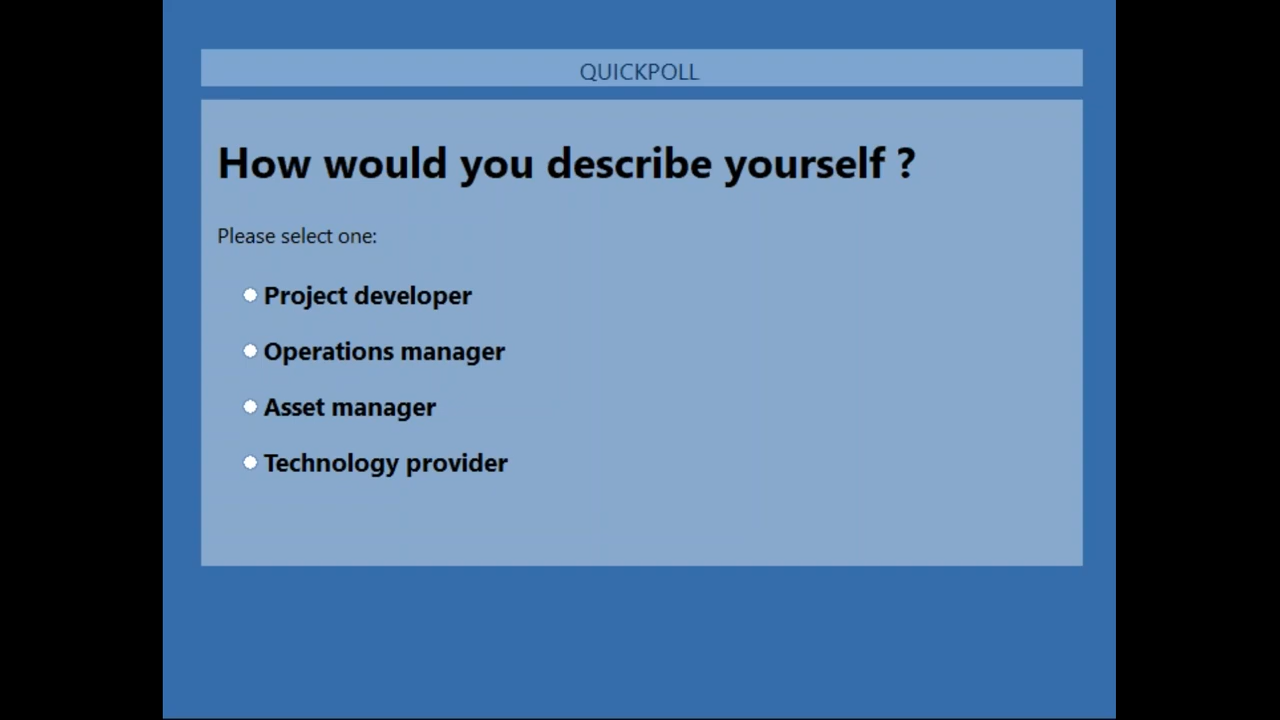 QUICKPOLL
How would you describe yourself ?
Please select one:
Project developer
Operations manager
Asset manager
Technology provider